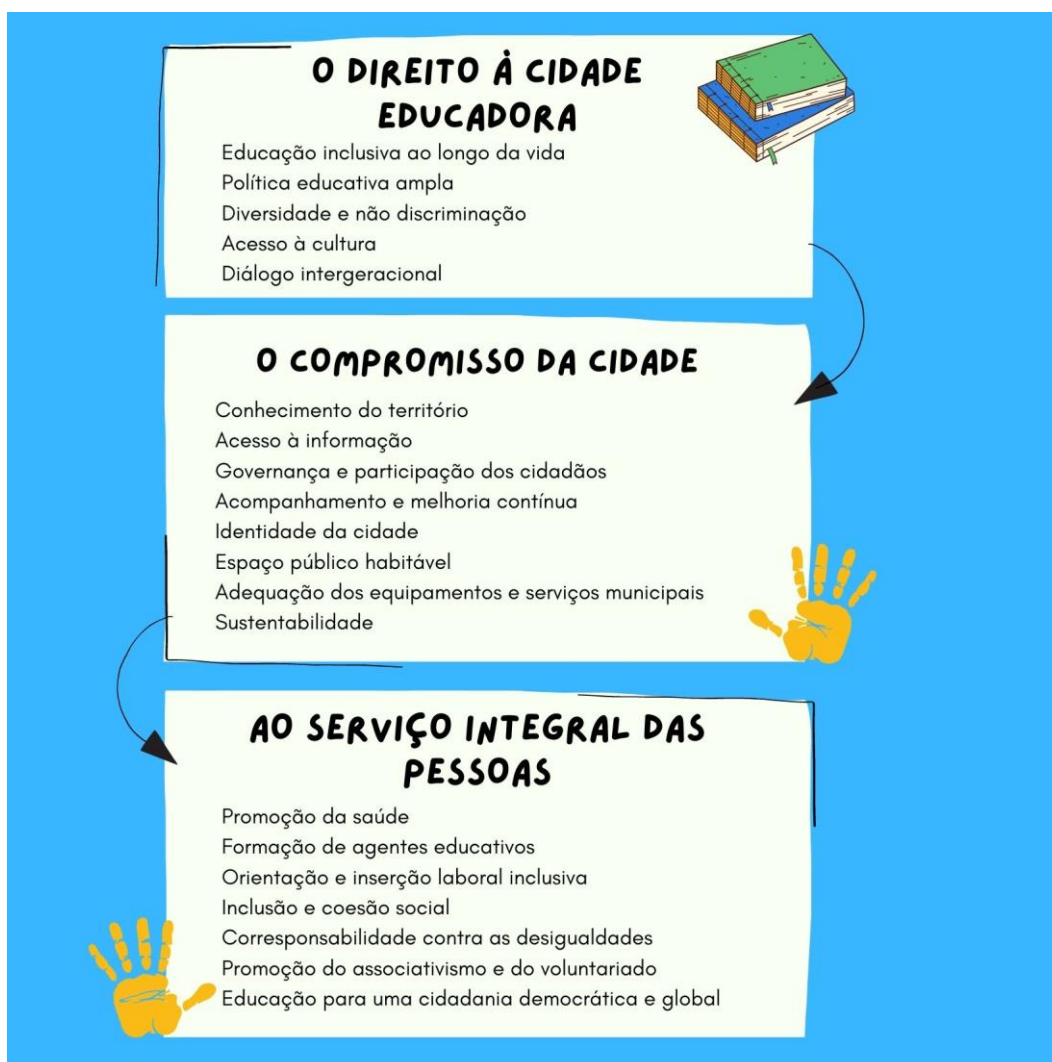 O DIREITO À CIDADE
EDUCADORA
Educação inclusiva ao longo da vida
Política educativa ampla
Diversidade e não discriminação
Acesso à cultura
Diálogo intergeracional
O COMPROMISSO DA CIDADE
Conhecimento do território
Acesso à informação
Governança e participação dos cidadãos
Acompanhamento e melhoria contínua
Identidade da cidade
Espaço público habitável
Adequação dos equipamentos e serviços municipais
Sustentabilidade
AO SERVIÇO INTEGRAL DAS
PESSOAS
Promoção da saúde
Formação de agentes educativos
Orientação e inserção laboral inclusiva
Inclusão e coesão social
Corresponsabilidade contra as desigualdades
Promoção do associativismo e do voluntariado
Educação para uma cidadania democrática e global